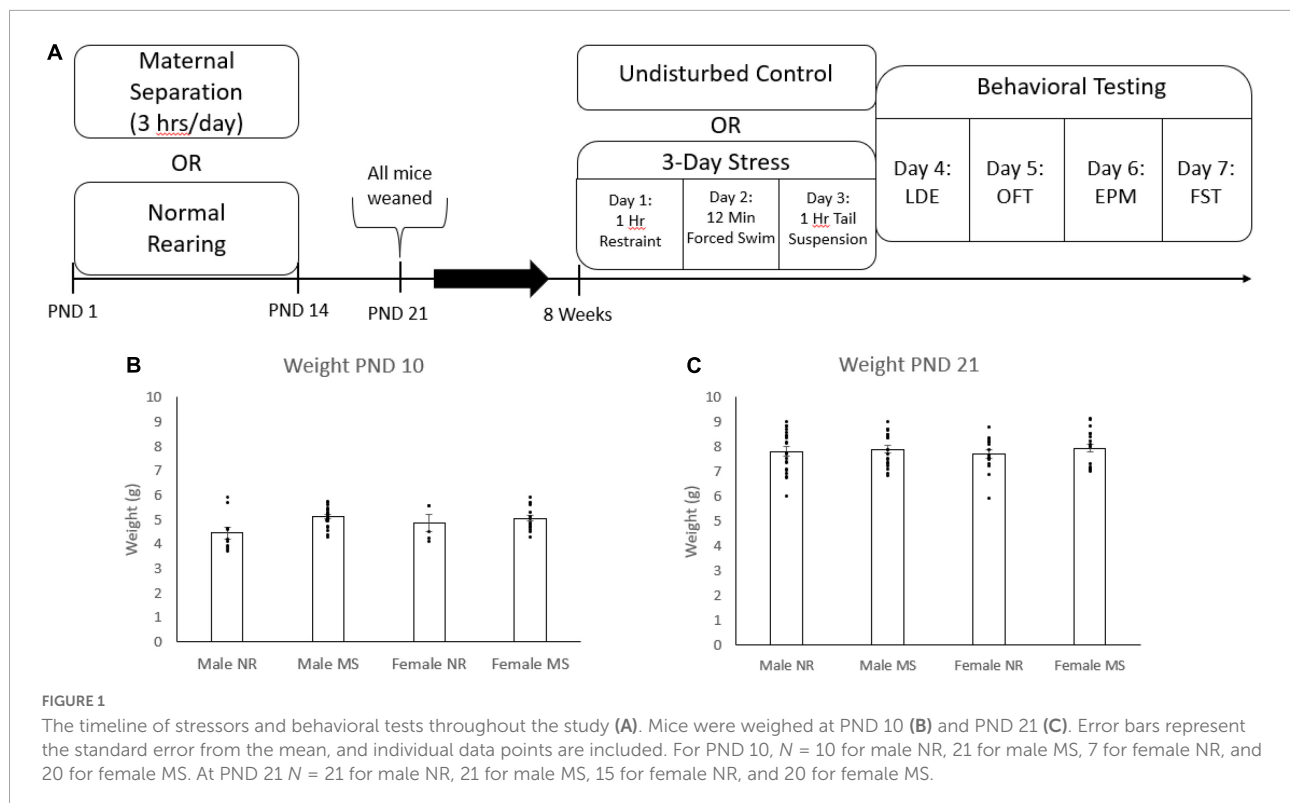 A
Maternal
Separation
(3 hrs/day)
OR
Normal
Rearing
All mice
weaned
Undisturbed Control
OR
3-Day Stress
Day 1:
1 Hr
Restraint
Day 2:
12 Min
Forced Swim
Day 3:
1 Hr Tail
Suspension
Behavioral Testing
Day 4:
LDE
Day 5:
OFT
Day 6:
EPM
Day 7:
FST
PND 1
PND 14
PND 21
8 Weeks
B
Weight PND 10
Weight (g)
10
9
8
7
6
5
4
3
2
1
0
Male NR
Male MS
Female NR
Female MS
C
Weight PND 21
Weight (g)
10
9
8
7
6
5
4
3
2
1
0
Male NR
Male MS
Female NR
Female MS
FIGURE 1
The timeline of stressors and behavioral tests throughout the study (A). Mice were weighed at PND 10 (B) and PND 21 (C). Error bars represent
the standard error from the mean, and individual data points are included. For PND 10, N = 10 for male NR, 21 for male MS, 7 for female NR, and
20 for female MS. At PND 21 N = 21 for male NR, 21 for male MS, 15 for female NR, and 20 for female MS.